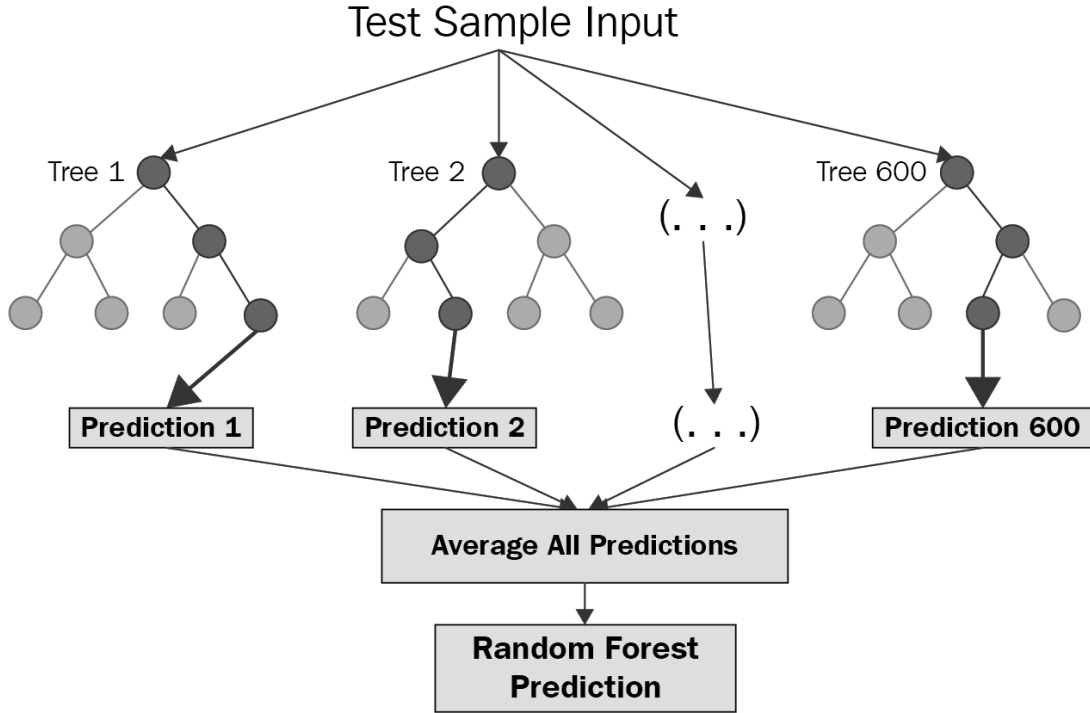 Test Sample Input
Tree 1
Tree 2
Tree 600
(. . .)
Prediction 1
Prediction 2
(. . .)
Prediction 600
Average All Predictions
Random Forest
Prediction